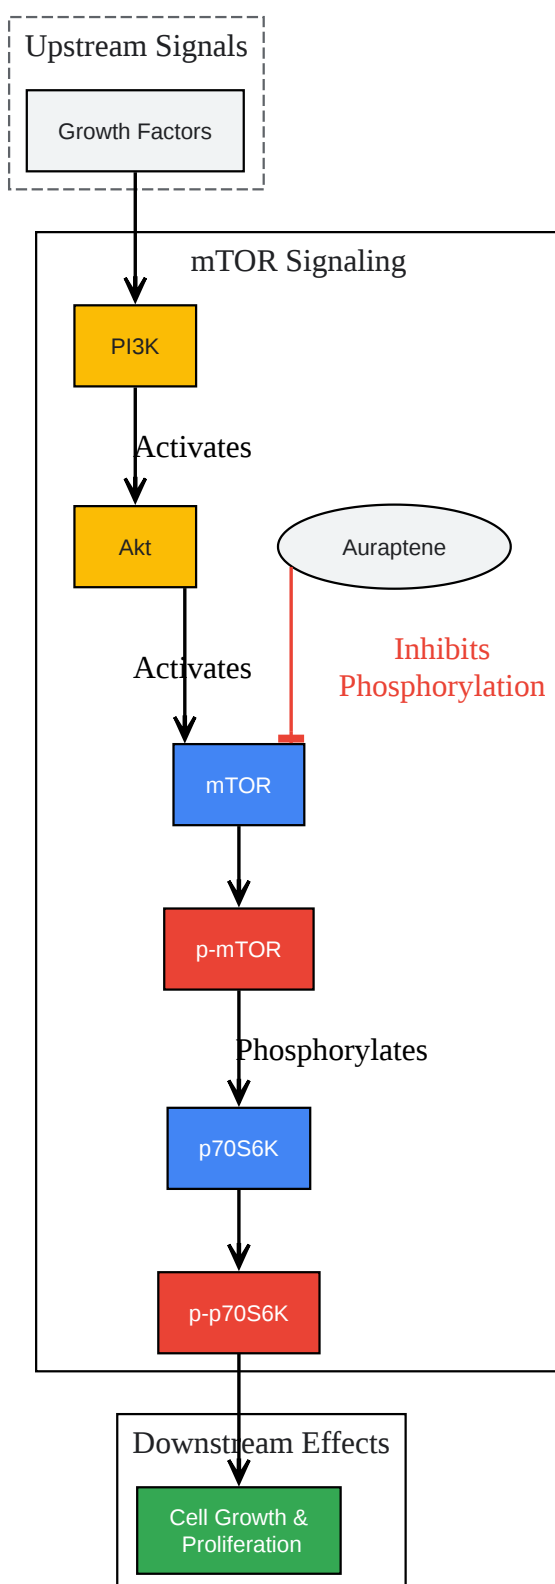 Upstream Signals
Growth Factors
mTOR Signaling
PI3K
Activates
Akt
Auraptene
Inhibits
Phosphorylation
Activates
mTOR
p-mTOR
Phosphorylates
p70S6K
p-p70S6K
Downstream Effects
Cell Growth &
Proliferation